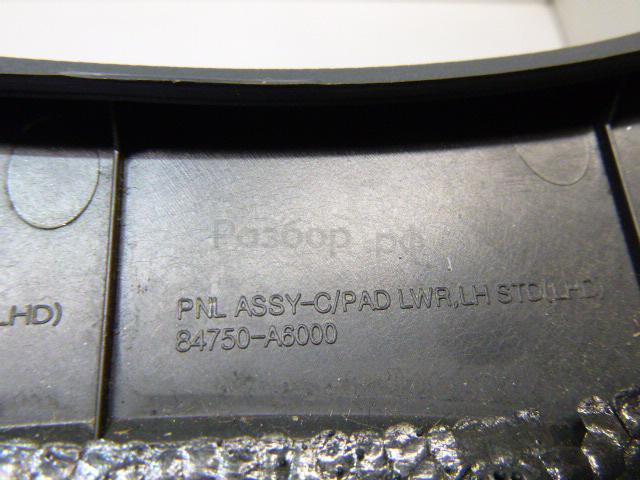 Разбор рф
PNL ASSY-C/PAD LWR,LH STD(LHD)
LHD)
84750-A6000